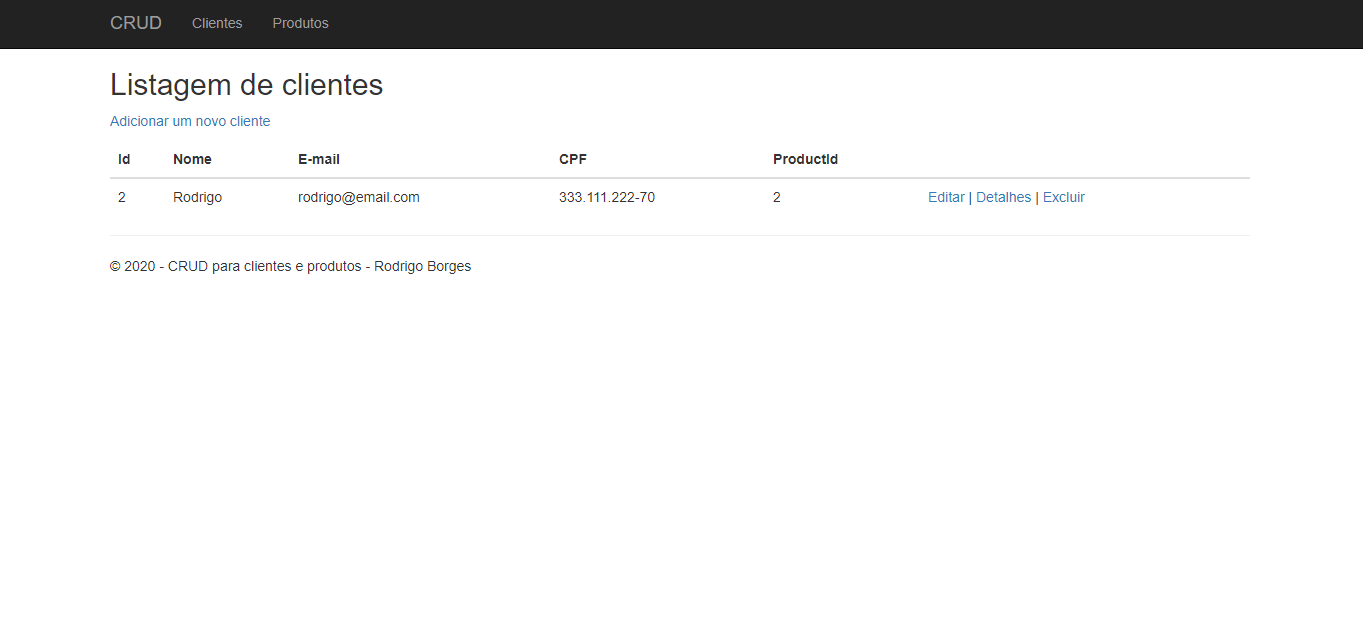 CRUD Clientes Produtos
Listagem de clientes
Adicionar um novo cliente
Id Nome E-mail CPF ProductId
2 Rodrigo rodrigo@email.com 333.111.222-70 2 Editar | Detalhes | Excluir
© 2020 - CRUD para clientes e produtos - Rodrigo Borges